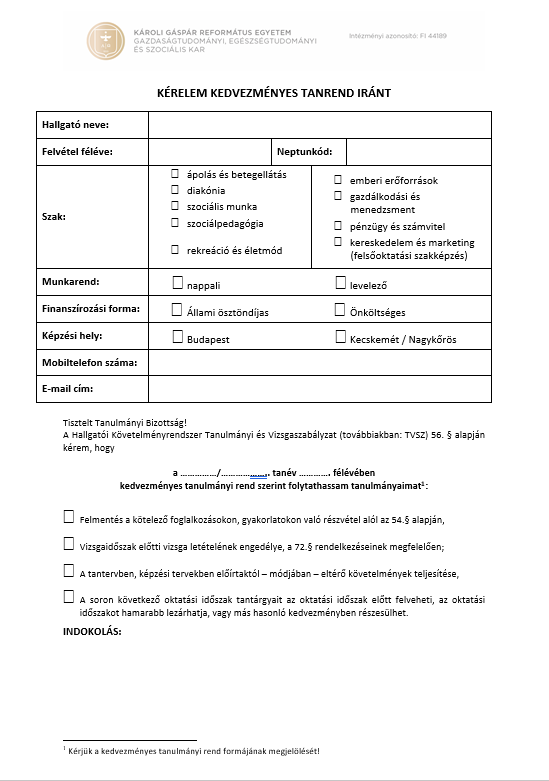 KÁROLI GÁSPÁR REFORMÁTUS EGYETEM
GAZDASÁGTUDOMÁNYI, EGÉSZSÉGTUDOMÁNYI
ÉS SZOCIÁLIS KAR
Intézményi azonosító: FI 44189
KÉRELEM KEDVEZMÉNYES TANREND IRÁNT
Hallgató neve:
Felvétel féléve:
Neptunkód:
Szak:
☐ ápolás és betegellátás
☐ diakónia
☐ szociális munka
☐ szociálpedagógia
☐ rekreáció és életmód
☐ emberi erőforrások
☐ gazdálkodási és
menedzsment
☐ pénzügy és számvitel
☐ kereskedelem és marketing
(felsőoktatási szakképzés)
Munkarend:
☐ nappali
☐ levelező
Finanszírozási forma:
☐ Állami ösztöndíjas
☐ Önköltséges
Képzési hely:
☐ Budapest
☐ Kecskemét / Nagykőrös
Mobiltelefon száma:
E-mail cím:
Tisztelt Tanulmányi Bizottság!
A Hallgatói Követelményrendszer Tanulmányi és Vizsgaszabályzat (továbbiakban: TVSZ) 56. § alapján
kérem, hogy
a …………../……………….. tanév …………. félévében
kedvezményes tanulmányi rend szerint folytathassam tanulmányaimat¹:
☐ Felmentés a kötelező foglalkozásokon, gyakorlatokon való részvétel alól az 54.§ alapján,
☐ Vizsgaidőszak előtti vizsga letételének engedélye, a 72.§ rendelkezéseinek megfelelően;
☐ A tantervben, képzési tervekben előírtaktól – módjában – eltérő követelmények teljesítése,
☐ A soron következő oktatási időszak tantárgyait az oktatási időszak előtt felveheti, az oktatási
időszakot hamarabb lezárhatja, vagy más hasonló kedvezményben részesülhet.
INDOKOLÁS:
¹ Kérjük a kedvezményes tanulmányi rend formájának megjelölését!